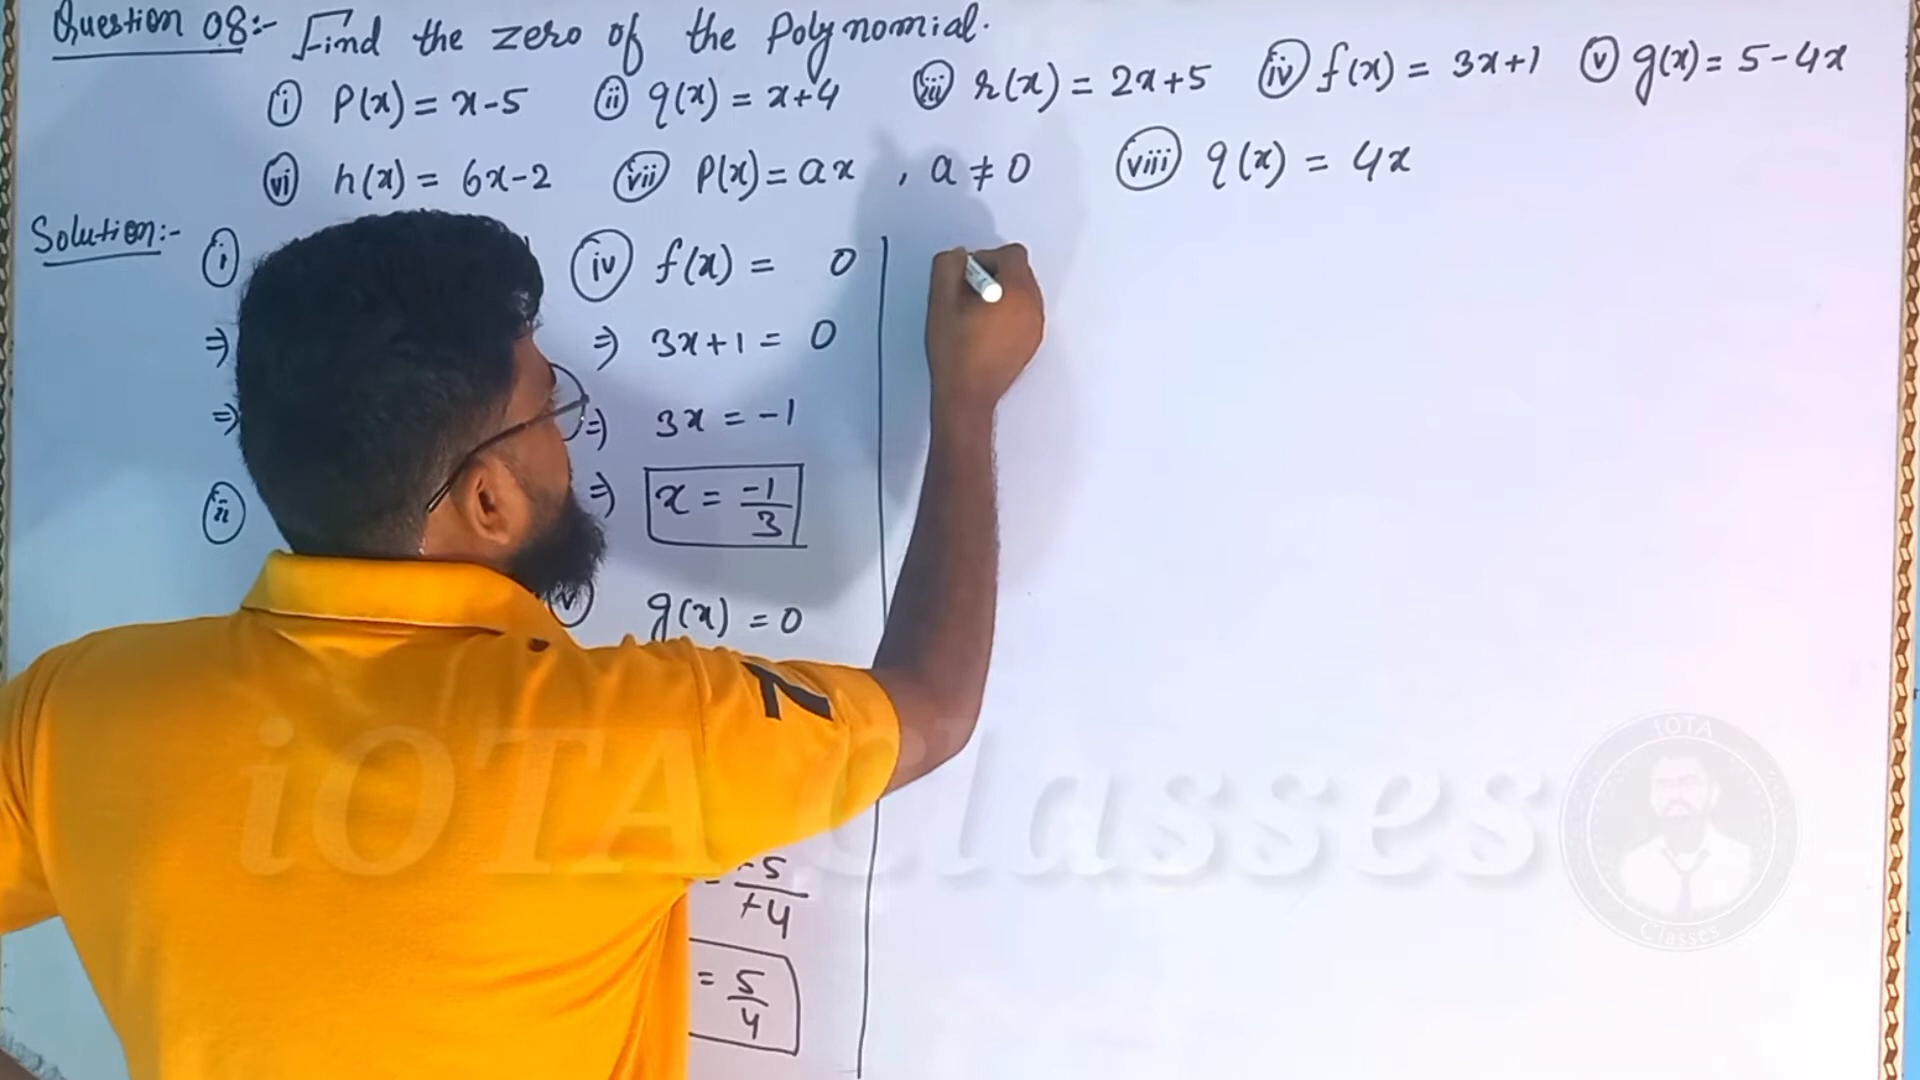 Question 08:- Find the zero of the Polynomial.
(i) P(x) = x-5 (ii) q(x) = x+4 (iii) r(x) = 2x+5 (iv) f(x) = 3x+1 (v) g(x) = 5-4x
(vi) h(x) = 6x-2 (vii) P(x) = ax , a ≠ 0 (viii) q(x) = 4x
Solution:- (i)
⇒
⇒
(ii)
(iv) f(x) = 0
⇒ 3x+1 = 0
⇒ 3x = -1
⇒ x = -1/3
(v) g(x) = 0
= -5/+4
= 5/4
iOTA Classes
IOTA
Classes